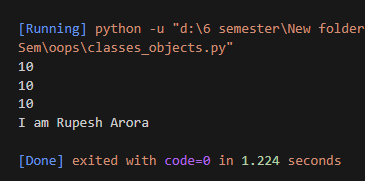 [Running] python -u "d:\6 semester\New folder
Sem\oops\classes_objects.py"
10
10
10
I am Rupesh Arora
[Done] exited with code=0 in 1.224 seconds